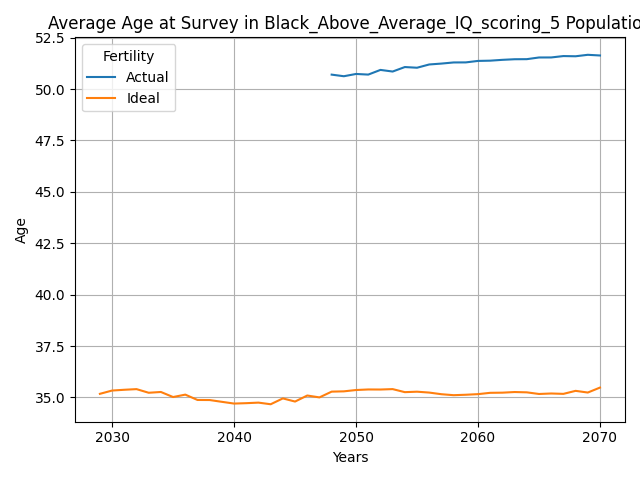 Average Age at Survey in Black_Above_Average_IQ_scoring_5 Populatio
Fertility
Actual
Ideal
52.5
50.0
47.5
45.0
42.5
40.0
37.5
35.0
Age
2030 2040 2050 2060 2070
Years